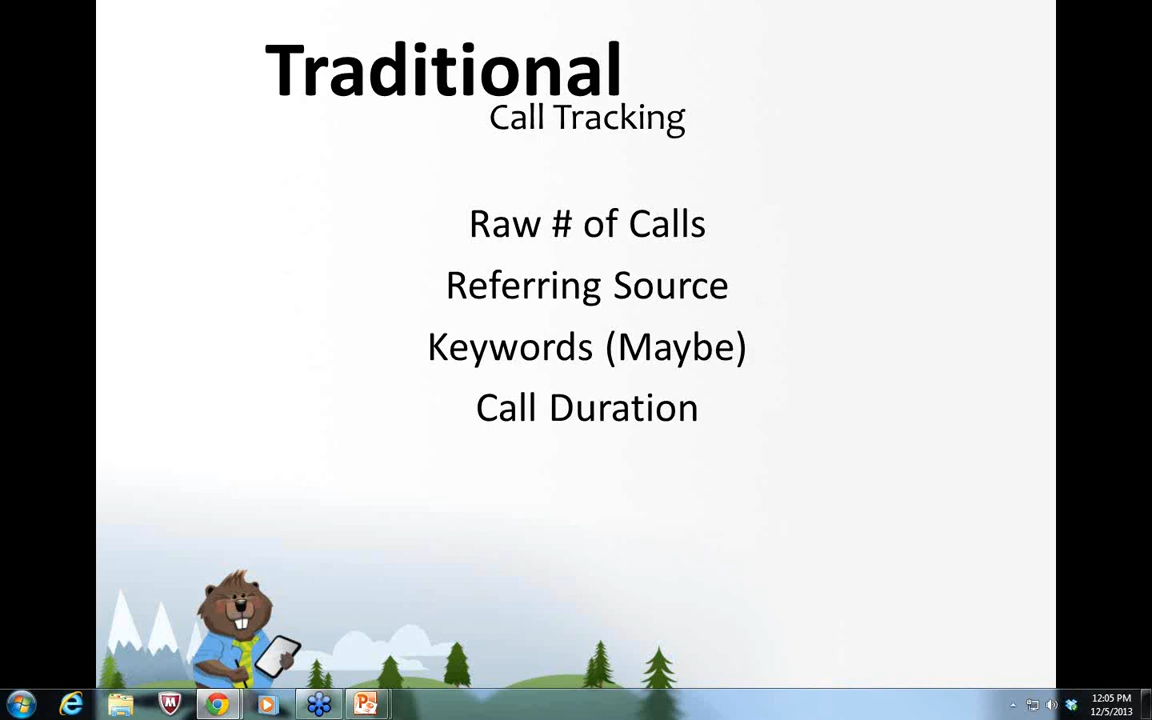 Traditional
Call Tracking
Raw # of Calls
Referring Source
Keywords (Maybe)
Call Duration
12:05 PM
12/5/2013